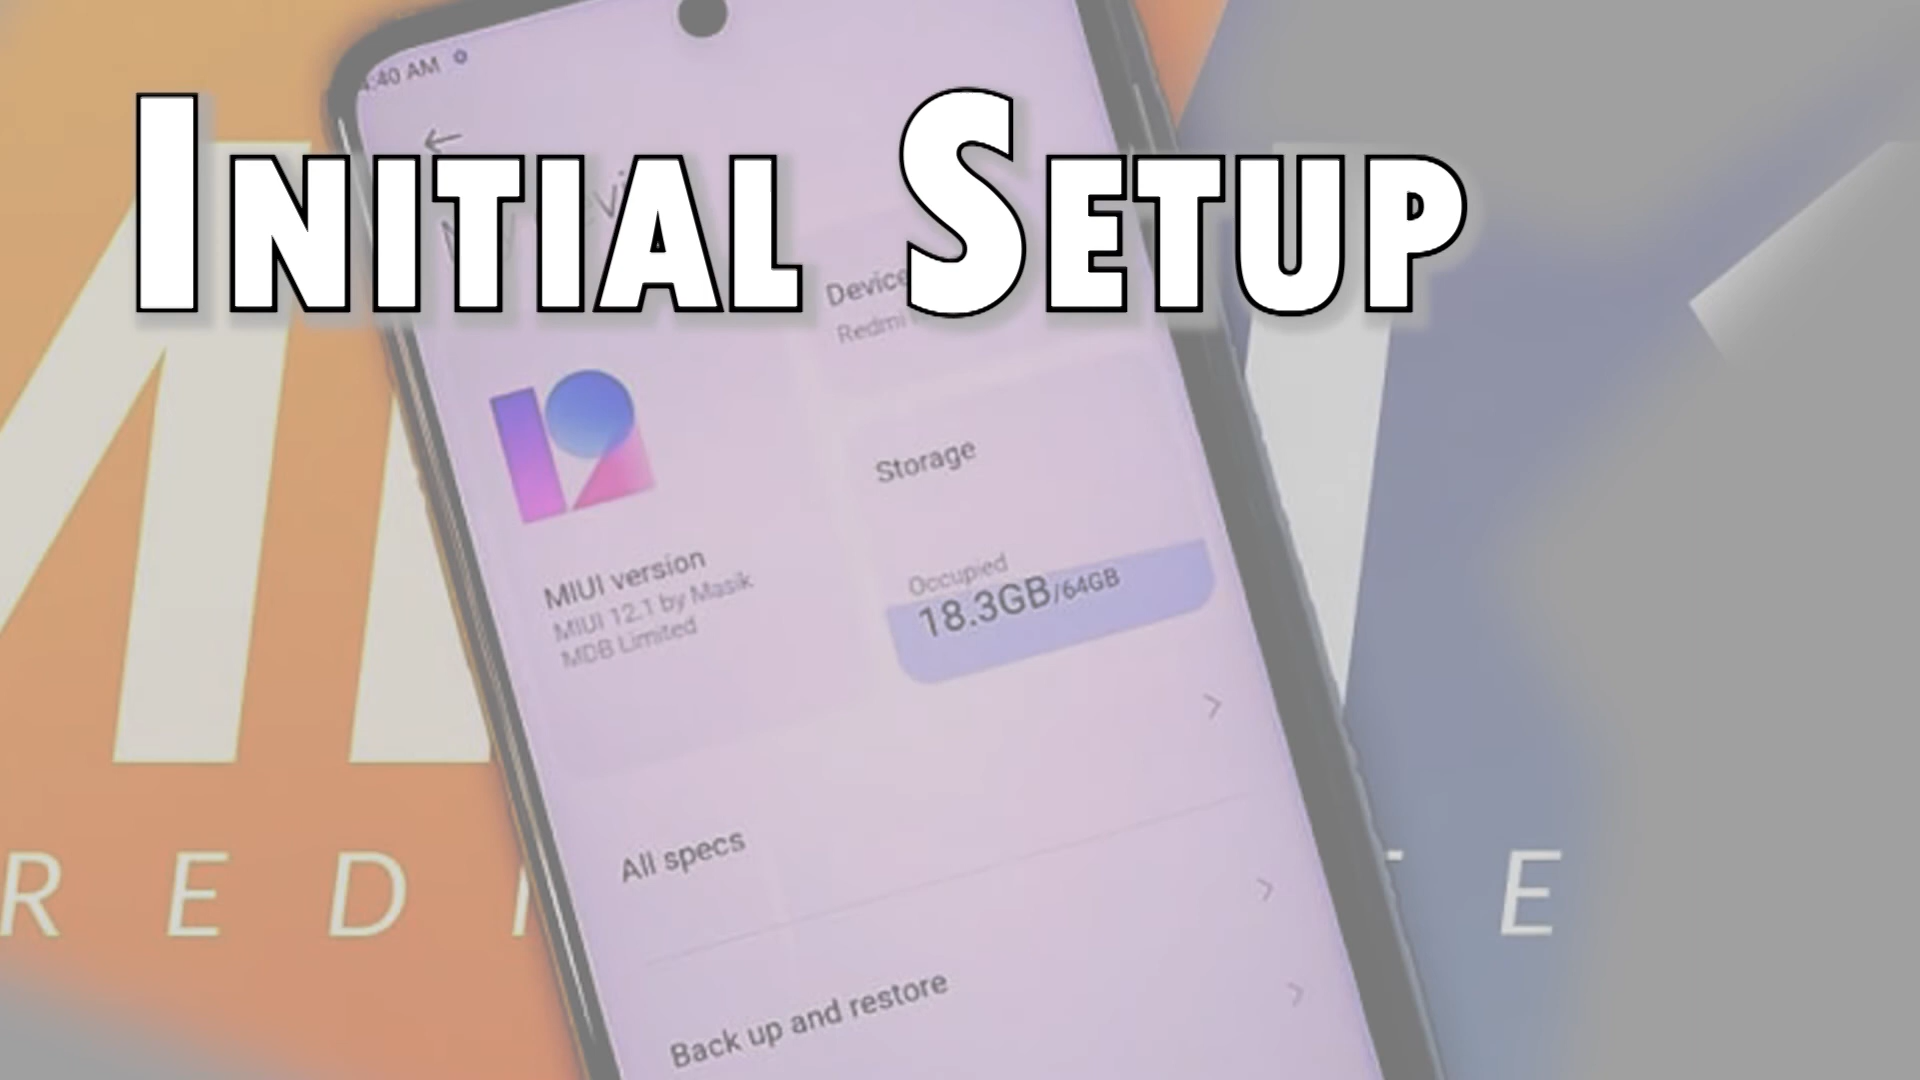 :40 AM
INITIAL SETUP
Device
Redmi
Storage
Occupied
18.3GB/64GB
MIUI version
MIUI 12.1 by Masik
MDB Limited
All specs
Back up and restore
R E D
E